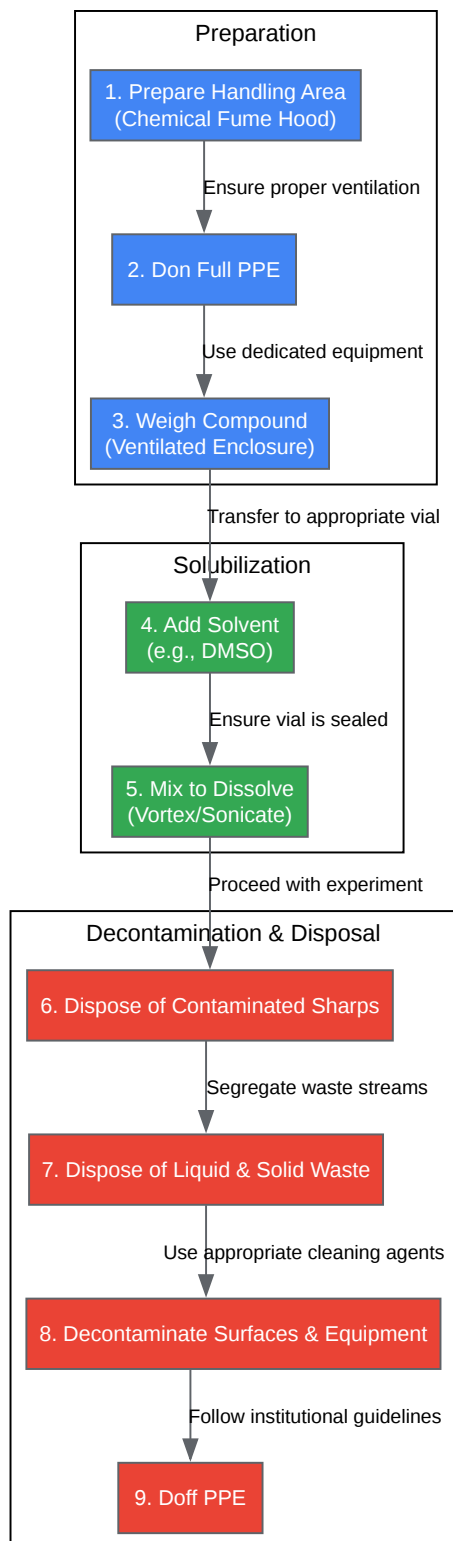 Preparation
1. Prepare Handling Area
(Chemical Fume Hood)
Ensure proper ventilation
2. Don Full PPE
Use dedicated equipment
3. Weigh Compound
(Ventilated Enclosure)
Transfer to appropriate vial
Solubilization
4. Add Solvent
(e.g., DMSO)
Ensure vial is sealed
5. Mix to Dissolve
(Vortex/Sonicate)
Proceed with experiment
Decontamination & Disposal
6. Dispose of Contaminated Sharps
Segregate waste streams
7. Dispose of Liquid & Solid Waste
Use appropriate cleaning agents
8. Decontaminate Surfaces & Equipment
Follow institutional guidelines
9. Doff PPE